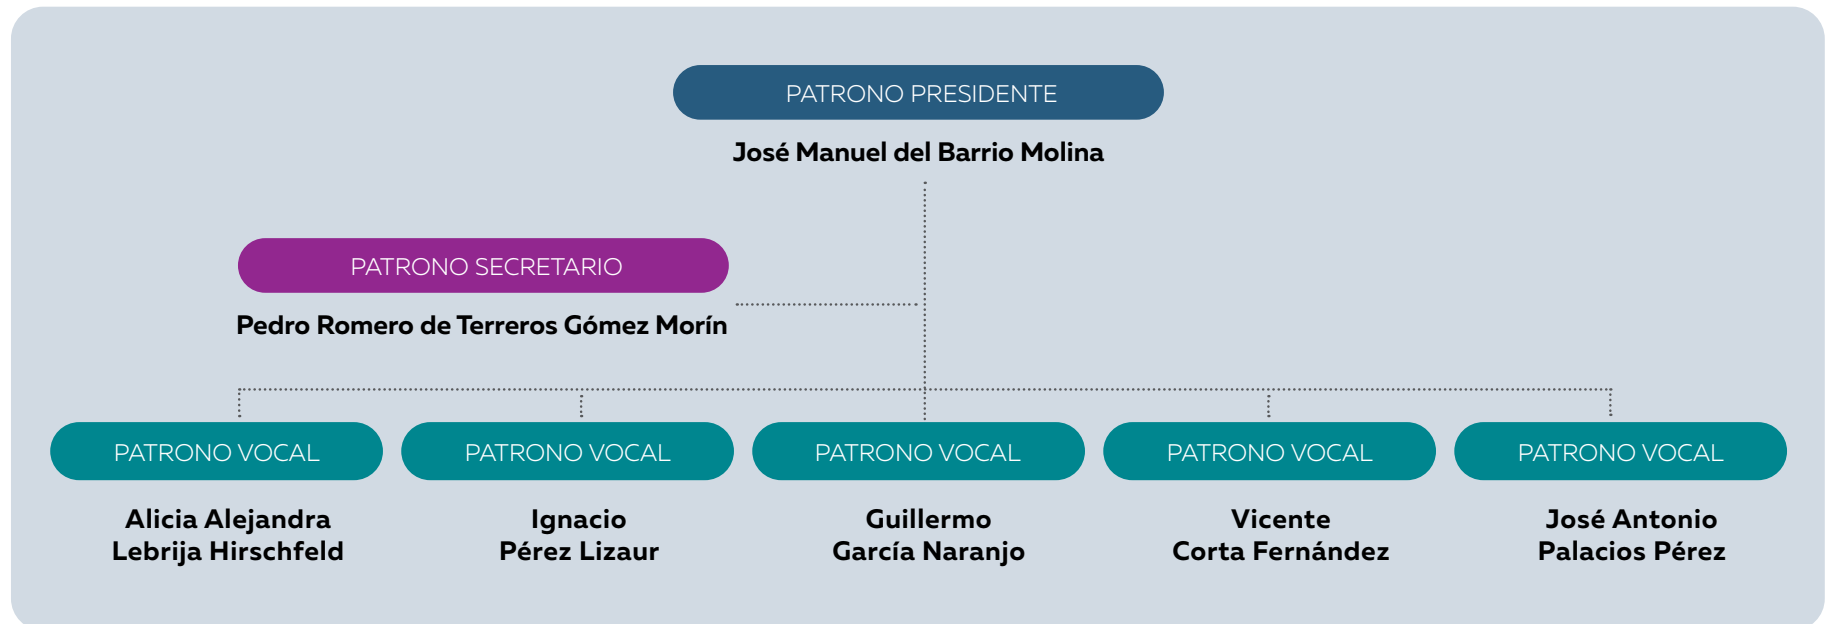 PATRONO PRESIDENTE
José Manuel del Barrio Molina
PATRONO SECRETARIO
Pedro Romero de Terreros Gómez Morín
PATRONO VOCAL
Alicia Alejandra
Lebrija Hirschfeld
PATRONO VOCAL
Ignacio
Pérez Lizaur
PATRONO VOCAL
Guillermo
García Naranjo
PATRONO VOCAL
Vicente
Corta Fernández
PATRONO VOCAL
José Antonio
Palacios Pérez